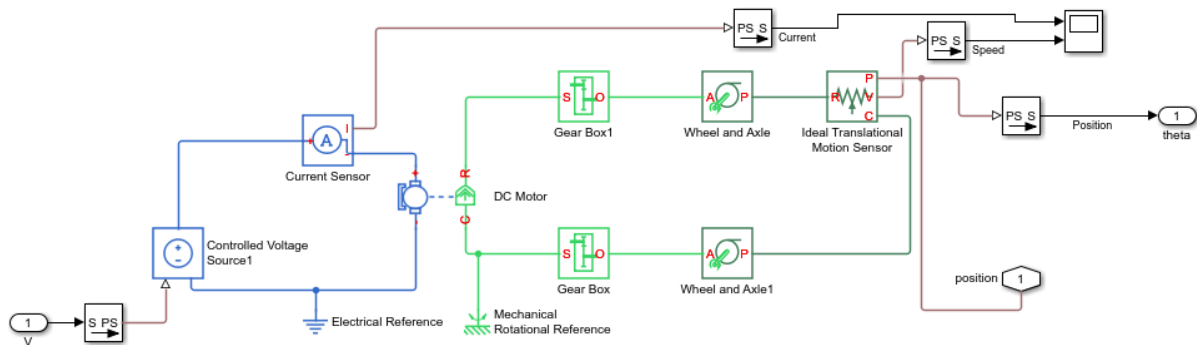 PS S
Current
PS S
Speed
S O
Gear Box1
A P
Wheel and Axle
R P V C
Ideal Translational
Motion Sensor
PS S
Position
1
theta
A
I
+
-
Current Sensor
+
-
R
C
DC Motor
+
-
Controlled Voltage
Source1
S O
Gear Box
A P
Wheel and Axle1
position
1
Mechanical
Rotational Reference
Electrical Reference
1
V
S PS